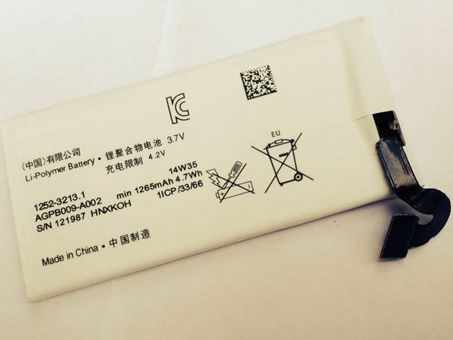 (中国)有限公司
Li-Polymer Battery・锂聚合物电池 3.7V
充电限制 4.2V
14W35
1252-3213.1
AGPB009-A002 min 1265mAh 4.7Wh
S/N 121987 HNXKOH 1ICP/33/66
Made in China・中国制造
EU